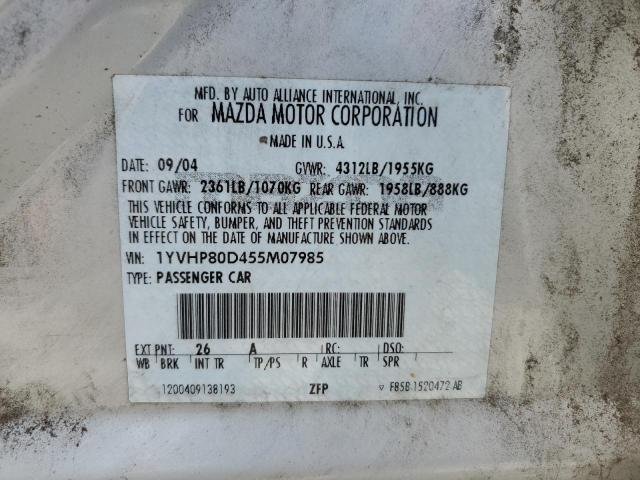 MFD. BY AUTO ALLIANCE INTERNATIONAL, INC.
FOR MAZDA MOTOR CORPORATION
MADE IN U.S.A.
DATE: 09/04 GVWR: 4312LB/1955KG
FRONT GAWR: 2361LB/1070KG REAR GAWR: 1958LB/888KG
THIS VEHICLE CONFORMS TO ALL APPLICABLE FEDERAL MOTOR
VEHICLE SAFETY, BUMPER, AND THEFT PREVENTION STANDARDS
IN EFFECT ON THE DATE OF MANUFACTURE SHOWN ABOVE.
VIN: 1YVHP80D455M07985
TYPE: PASSENGER CAR
EXT PNT: 26 A RC: DSO:
WB BRK INT TR TP/PS R AXLE TR SPR
1200409138193 ZFP F85B 1520472 AB